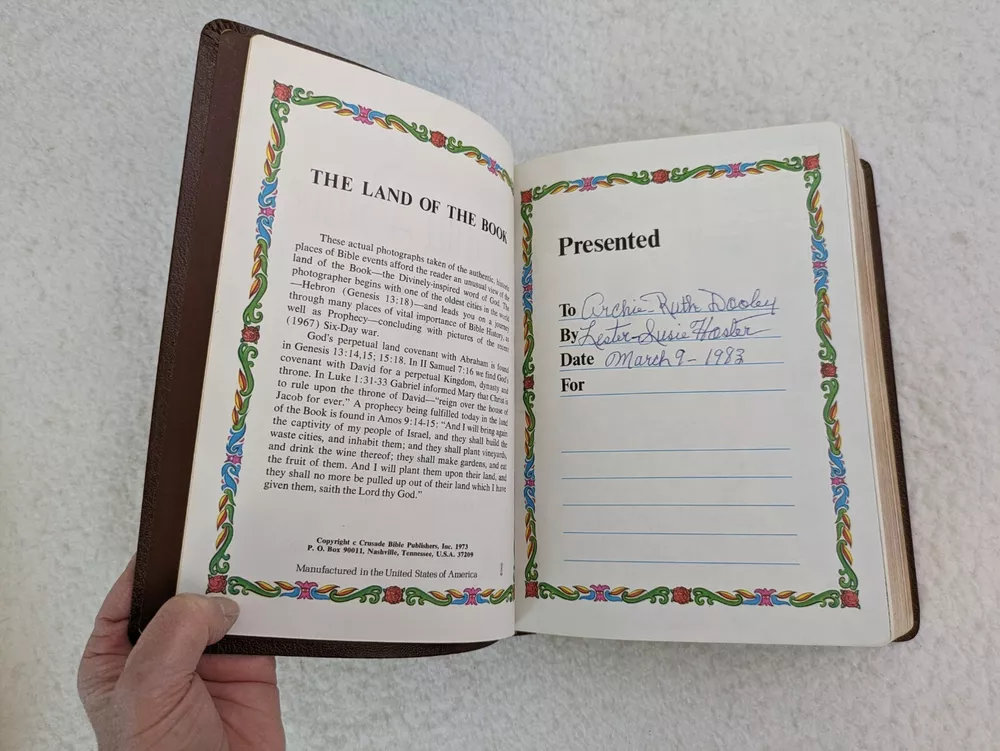 THE LAND OF THE BOOK
These actual photographs taken of the authentic, historic
places of Bible events afford the reader an unusual view of the
land of the Book—the Divinely-inspired word of God. The
photographer begins with one of the oldest cities in the world
—Hebron (Genesis 13:18)—and leads you on a journey
through many places of vital importance of Bible History, as
well as Prophecy—concluding with pictures of the recent
(1967) Six-Day war.
God's perpetual land covenant with Abraham is found
in Genesis 13:14,15; 15:18. In II Samuel 7:16 we find God's
covenant with David for a perpetual Kingdom, dynasty and
throne. In Luke 1:31-33 Gabriel informed Mary that Christ is
to rule upon the throne of David—"reign over the house of
Jacob for ever." A prophecy being fulfilled today in the land
of the Book is found in Amos 9:14-15: "And I will bring again
the captivity of my people of Israel, and they shall build the
waste cities, and inhabit them; and they shall plant vineyards,
and drink the wine thereof; they shall make gardens, and eat
the fruit of them. And I will plant them upon their land, and
they shall no more be pulled up out of their land which I have
given them, saith the Lord thy God."
Copyright c Crusade Bible Publishers, Inc. 1973
P. O. Box 90011, Nashville, Tennessee, U.S.A. 37209
Manufactured in the United States of America
Presented
To Archie-Ruth Dooley
By Lester-Susie Haster
Date March 9-1983
For